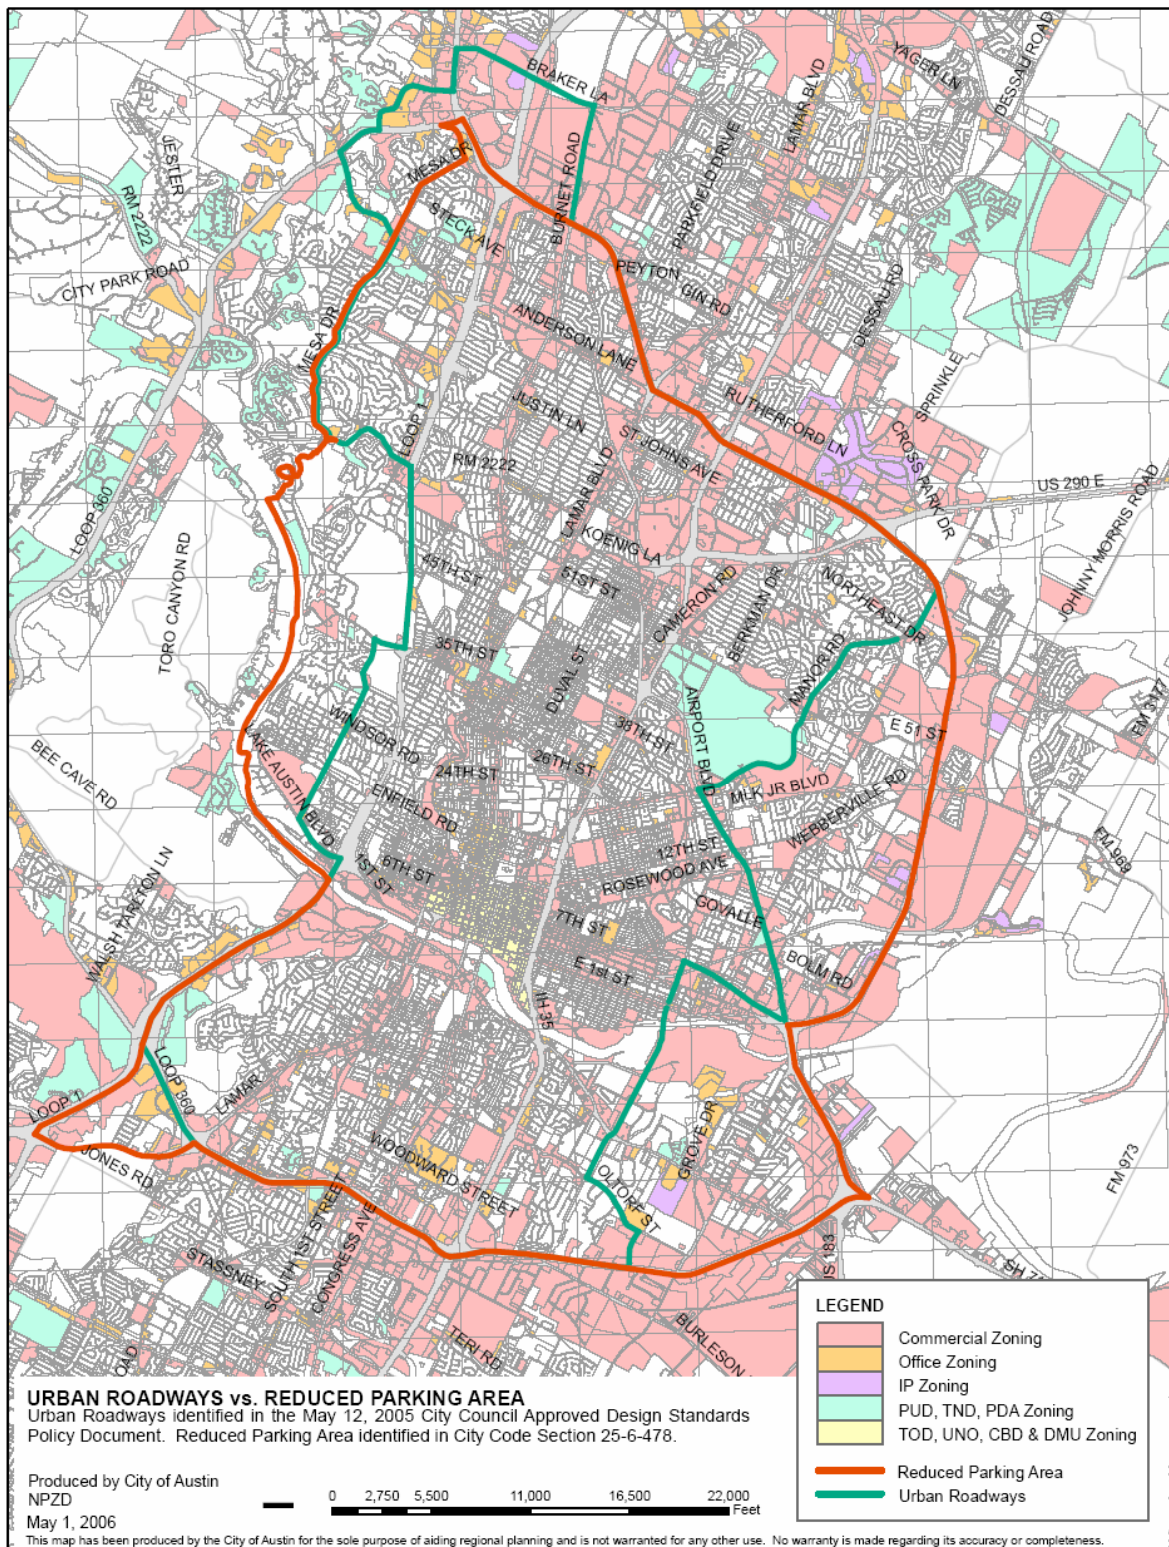 BRAKER LA
YAGER LN
DESSAU ROAD
LAMAR BLVD
JESTER
MESA DR
BURNET ROAD
PARKFIELD DRIVE
RM 2222
STECK AVE
CITY PARK ROAD
PEYTON
GIN RD
DESSAU RD
MESA DR
ANDERSON LANE
SPRINKLE
LOOP 1
JUSTIN LN
RUTHERFORD LN
CROSS PARK DR
ST JOHNS AVE
RM 2222
LAMAR BLVD
US 290 E
LOOP 360
JOHNNY MORRIS ROAD
TORO CANYON RD
KOENIG LA
45TH ST
51ST ST
CAMERON RD
BERKMAN DR
NORTHEAST DR
35TH ST
DUVAL ST
MANOR RD
AIRPORT BLVD
FM 3177
BEE CAVE RD
WINDSOR RD
38TH ST
E 51 ST
LAKE AUSTIN BLVD
24TH ST
26TH ST
ENFIELD RD
MLK JR BLVD
WEBBERVILLE RD
12TH ST
FM 969
1ST ST
6TH ST
ROSEWOOD AVE
WALSH TARLTON LN
7TH ST
GOVALLE
E 1st ST
BOLM RD
IH 35
LOOP 360
LOOP 1
LAMAR
GROVE DR
FM 973
JONES RD
WOODWARD STREET
OLTORF ST
SOUTH 1ST STREET
CONGRESS AVE
STASSNEY
US 183
SH 7
BURLESON
TERI RD
OAD
LEGEND
Commercial Zoning
Office Zoning
IP Zoning
PUD, TND, PDA Zoning
TOD, UNO, CBD & DMU Zoning
Reduced Parking Area
Urban Roadways
URBAN ROADWAYS vs. REDUCED PARKING AREA
Urban Roadways identified in the May 12, 2005 City Council Approved Design Standards
Policy Document. Reduced Parking Area identified in City Code Section 25-6-478.
Produced by City of Austin
NPZD
May 1, 2006
0 2,750 5,500 11,000 16,500 22,000
Feet
This map has been produced by the City of Austin for the sole purpose of aiding regional planning and is not warranted for any other use. No warranty is made regarding its accuracy or completeness.